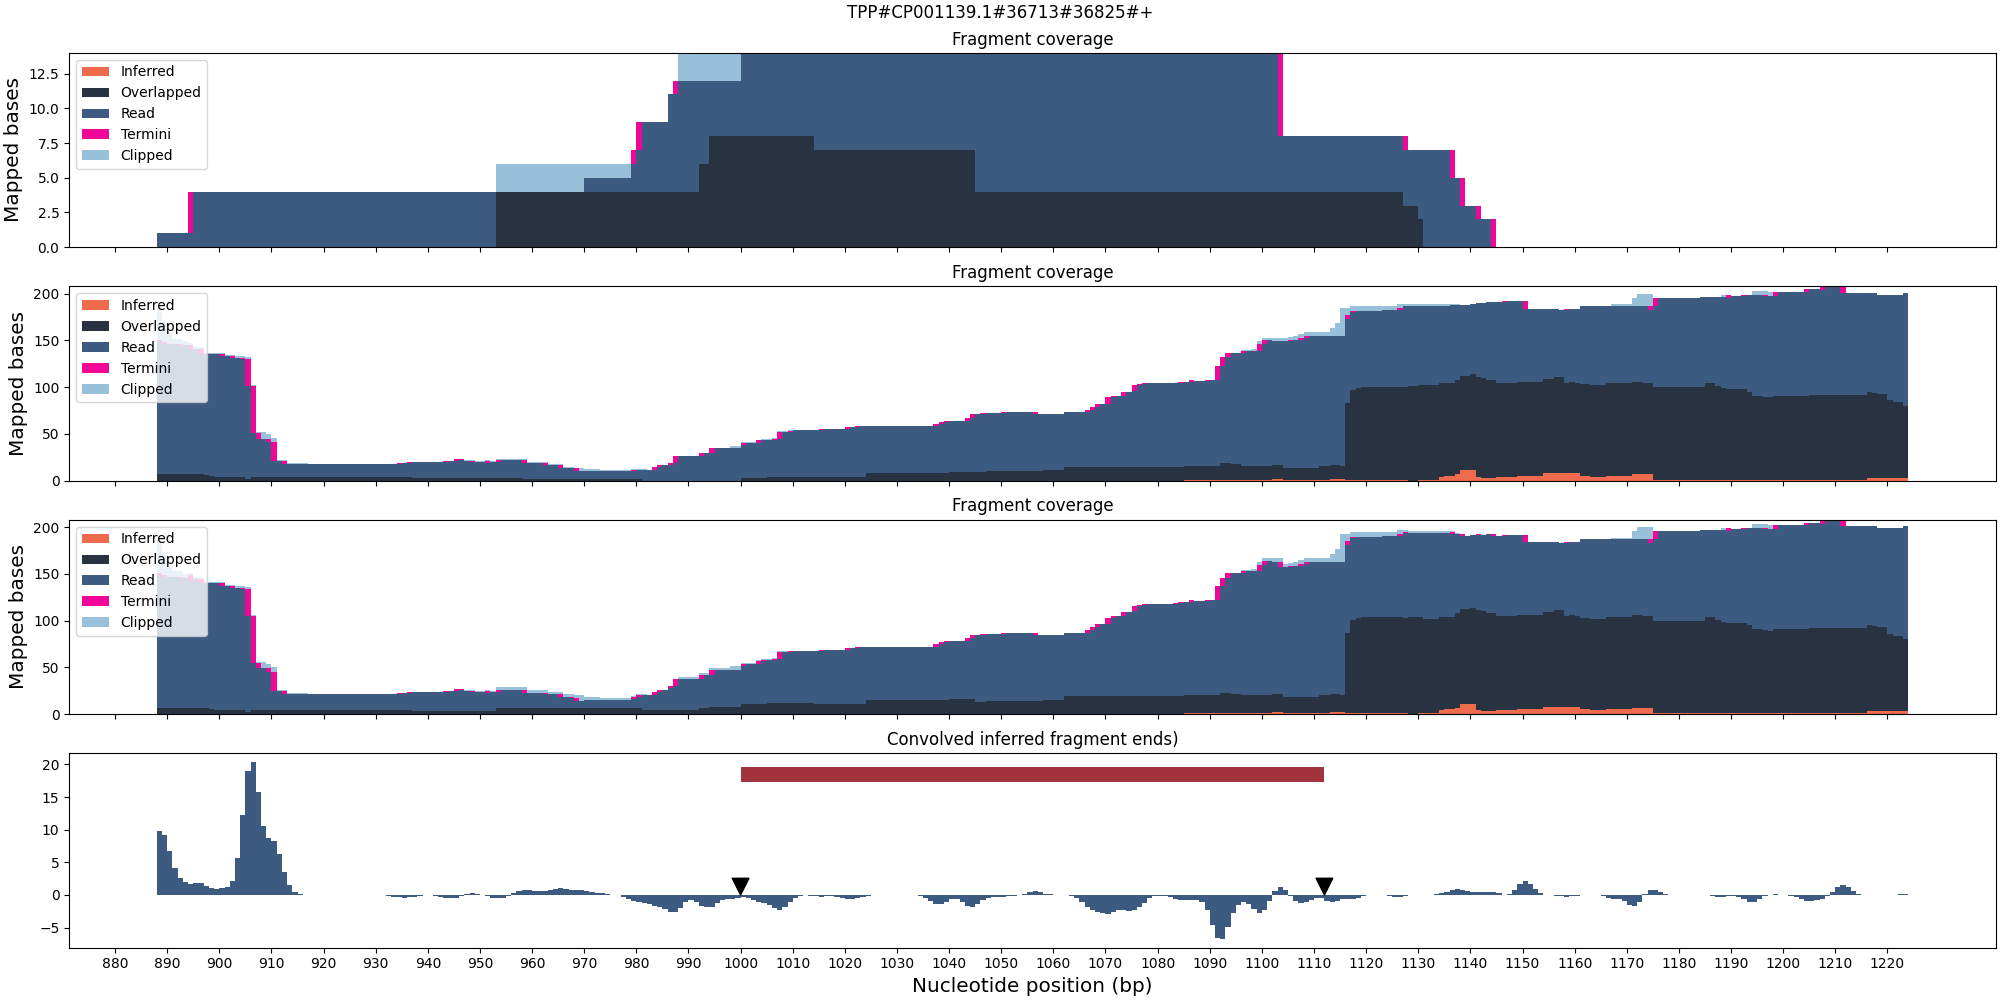 TPP#CP001139.1#36713#36825#+
Fragment coverage
Mapped bases
12.5
10.0
7.5
5.0
2.5
0.0
Inferred
Overlapped
Read
Termini
Clipped
Fragment coverage
Mapped bases
200
150
100
50
0
Inferred
Overlapped
Read
Termini
Clipped
Fragment coverage
Mapped bases
200
150
100
50
0
Inferred
Overlapped
Read
Termini
Clipped
Convolved inferred fragment ends)
20
15
10
5
0
−5
880 890 900 910 920 930 940 950 960 970 980 990 1000 1010 1020 1030 1040 1050 1060 1070 1080 1090 1100 1110 1120 1130 1140 1150 1160 1170 1180 1190 1200 1210 1220
Nucleotide position (bp)